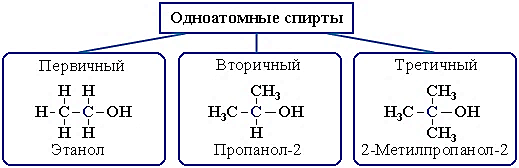 Одноатомные спирты
Первичный
H H
H - C - C - OH
H H
Этанол
Вторичный
CH₃
H₃C - C - OH
H
Пропанол-2
Третичный
CH₃
H₃C - C - OH
CH₃
2-Метилпропанол-2